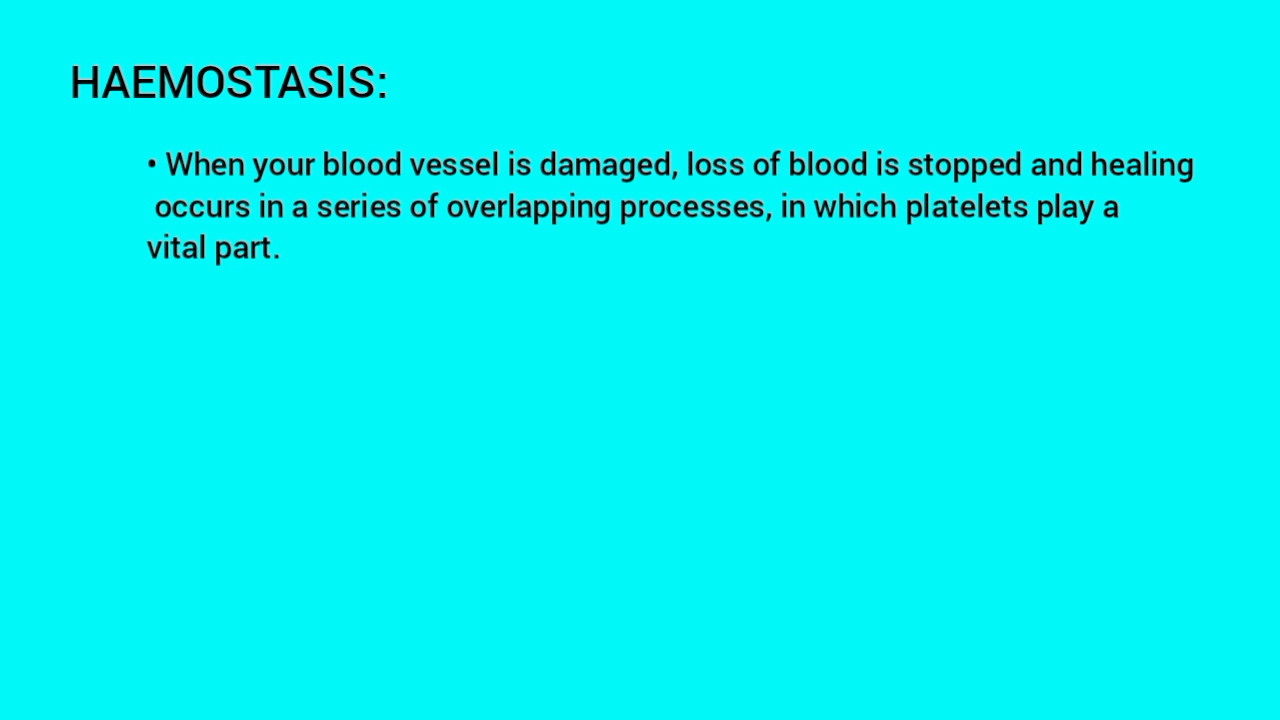 HAEMOSTASIS:
• When your blood vessel is damaged, loss of blood is stopped and healing
occurs in a series of overlapping processes, in which platelets play a
vital part.